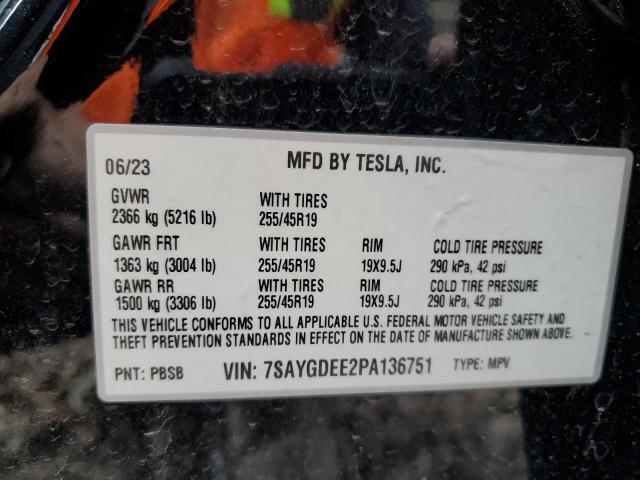 06/23 MFD BY TESLA, INC.
GVWR WITH TIRES
2366 kg (5216 lb) 255/45R19
GAWR FRT WITH TIRES RIM COLD TIRE PRESSURE
1363 kg (3004 lb) 255/45R19 19X9.5J 290 kPa, 42 psi
GAWR RR WITH TIRES RIM COLD TIRE PRESSURE
1500 kg (3306 lb) 255/45R19 19X9.5J 290 kPa, 42 psi
THIS VEHICLE CONFORMS TO ALL APPLICABLE U.S. FEDERAL MOTOR VEHICLE SAFETY AND
THEFT PREVENTION STANDARDS IN EFFECT ON THE DATE OF MANUFACTURE SHOWN ABOVE.
PNT: PBSB VIN: 7SAYGDEE2PA136751 TYPE: MPV